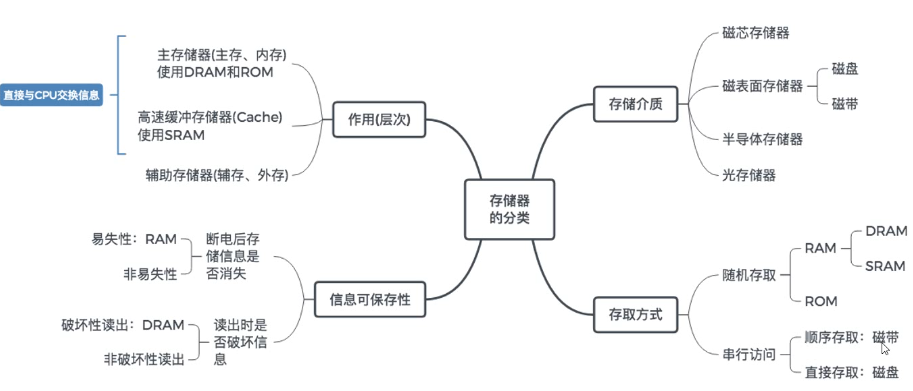 存储器
的分类
作用(层次)
直接与CPU交换信息
主存储器(主存、内存)
使用DRAM和ROM
高速缓冲存储器(Cache)
使用SRAM
辅助存储器(辅存、外存)
信息可保存性
断电后存
储信息是
否消失
易失性：RAM
非易失性
读出时是
否破坏信
息
破坏性读出：DRAM
非破坏性读出
存储介质
磁芯存储器
磁表面存储器
磁盘
磁带
半导体存储器
光存储器
存取方式
随机存取
RAM
DRAM
SRAM
ROM
串行访问
顺序存取：磁带
直接存取：磁盘